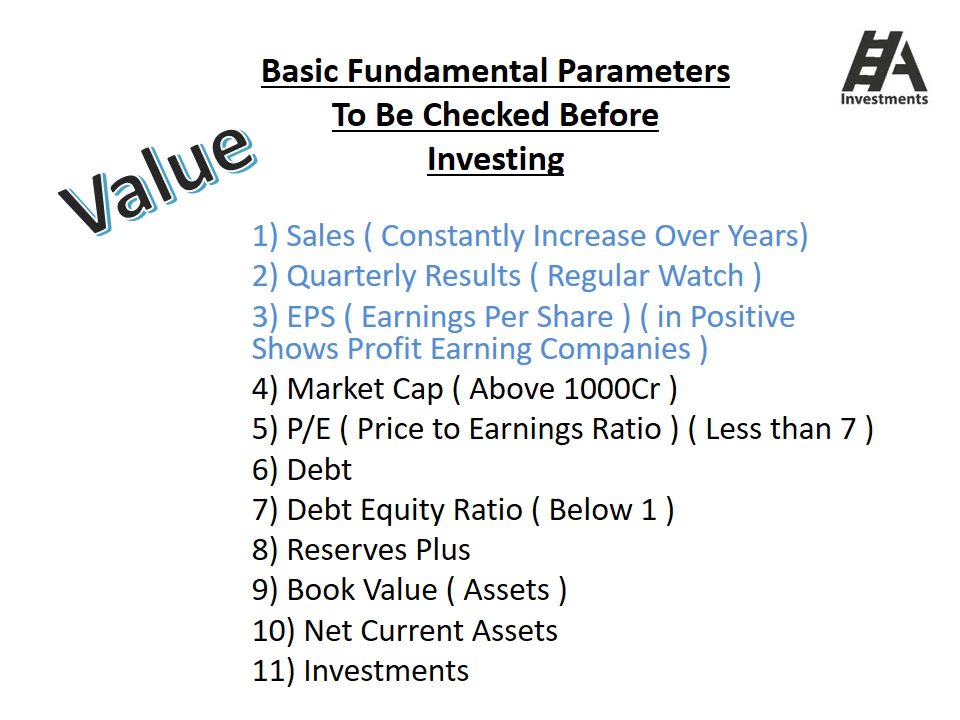 Basic Fundamental Parameters
To Be Checked Before
Investing
HA
Investments
Value
1) Sales ( Constantly Increase Over Years)
2) Quarterly Results ( Regular Watch )
3) EPS ( Earnings Per Share ) ( in Positive
Shows Profit Earning Companies )
4) Market Cap ( Above 1000Cr )
5) P/E ( Price to Earnings Ratio ) ( Less than 7 )
6) Debt
7) Debt Equity Ratio ( Below 1 )
8) Reserves Plus
9) Book Value ( Assets )
10) Net Current Assets
11) Investments